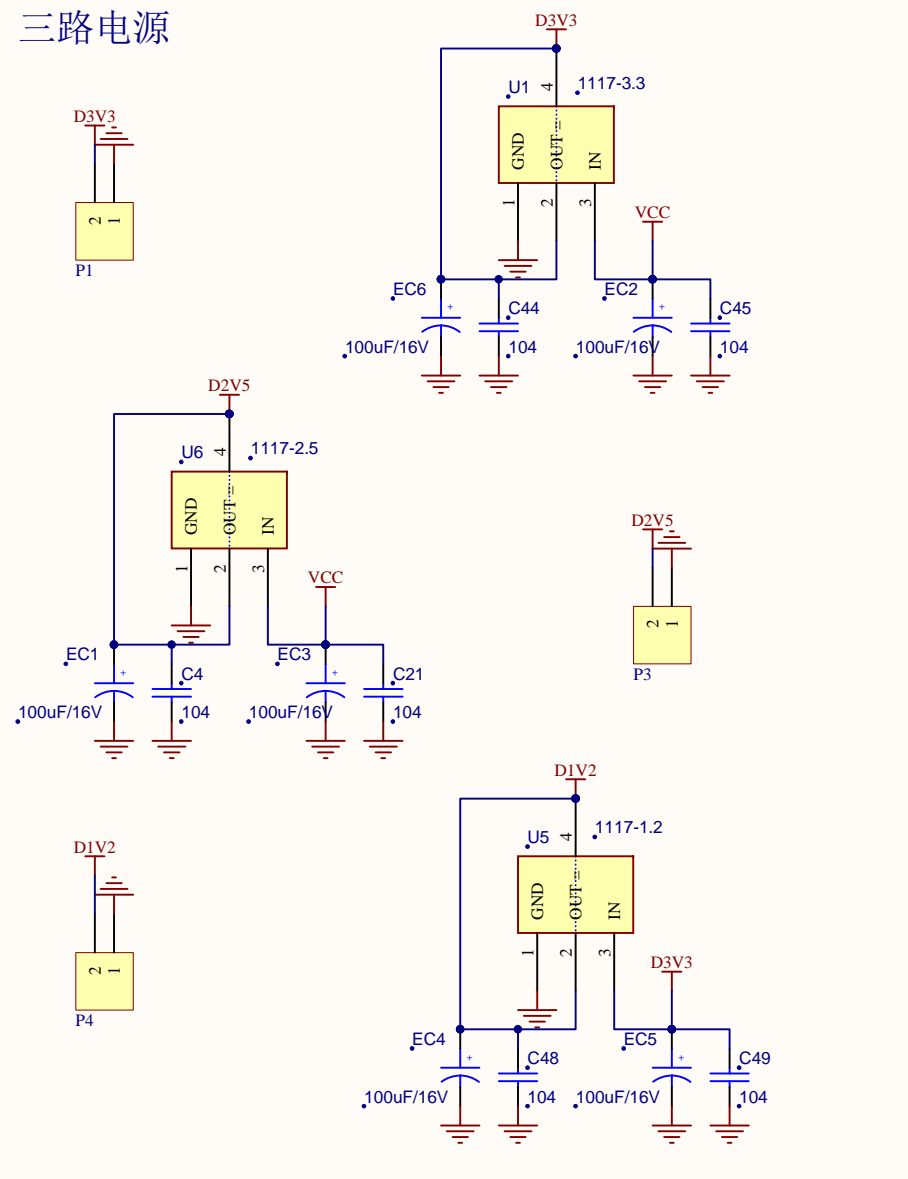 三路电源
D3V3
U1
4
1117-3.3
GND
OUT
IN
1
2
3
VCC
D3V3
2
1
P1
EC6
+
100uF/16V
C44
104
EC2
+
100uF/16V
C45
104
D2V5
U6
4
1117-2.5
GND
OUT
IN
1
2
3
VCC
EC1
+
100uF/16V
C4
104
EC3
+
100uF/16V
C21
104
D2V5
2
1
P3
D1V2
U5
4
1117-1.2
GND
OUT
IN
1
2
3
D3V3
D1V2
2
1
P4
EC4
+
100uF/16V
C48
104
EC5
+
100uF/16V
C49
104